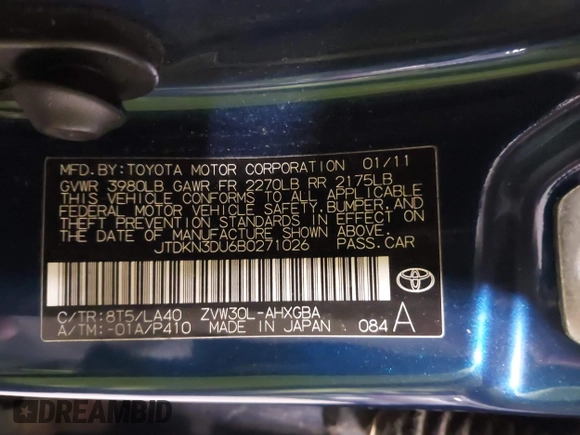 MFD.BY:TOYOTA MOTOR CORPORATION 01/11
GVWR 3980LB GAWR FR 2270LB RR 2175LB
THIS VEHICLE CONFORMS TO ALL APPLICABLE
FEDERAL MOTOR VEHICLE SAFETY, BUMPER, AND
THEFT PREVENTION STANDARDS IN EFFECT ON
THE DATE OF MANUFACTURE SHOWN ABOVE.
JTDKN3DU6B0271026 PASS.CAR
C/TR:8T5/LA40 ZVW30L-AHXGBA
A/TM:-01A/P410 MADE IN JAPAN 084 A
DREAMBID